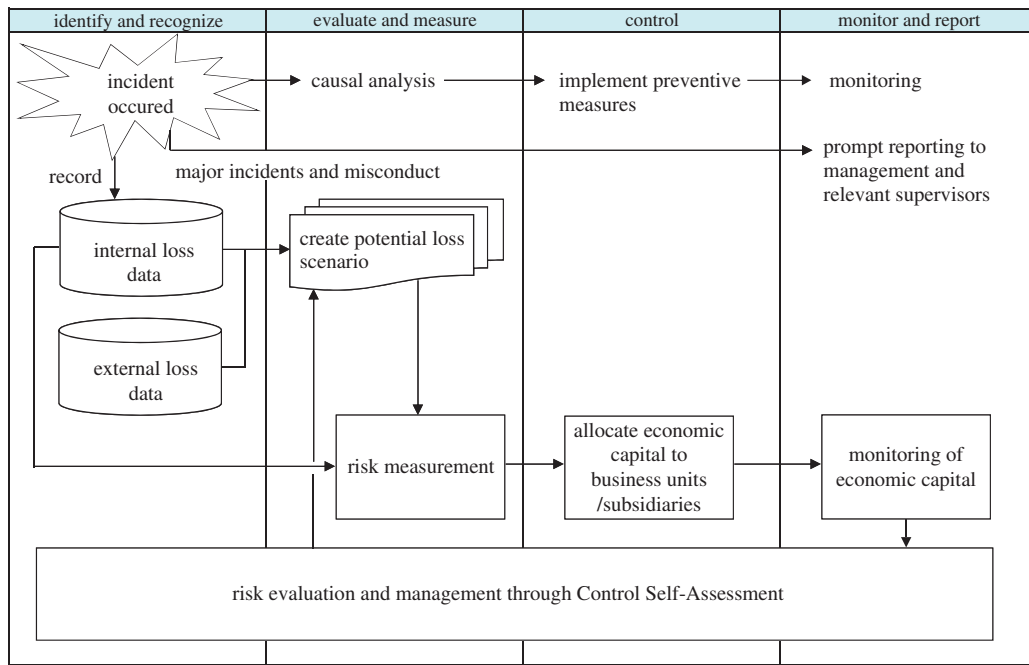 identify and recognize
evaluate and measure
control
monitor and report
incident
occured
causal analysis
implement preventive
measures
monitoring
prompt reporting to
management and
relevant supervisors
record
major incidents and misconduct
internal loss
data
create potential loss
scenario
external loss
data
risk measurement
allocate economic
capital to
business units
/subsidiaries
monitoring of
economic capital
risk evaluation and management through Control Self-Assessment